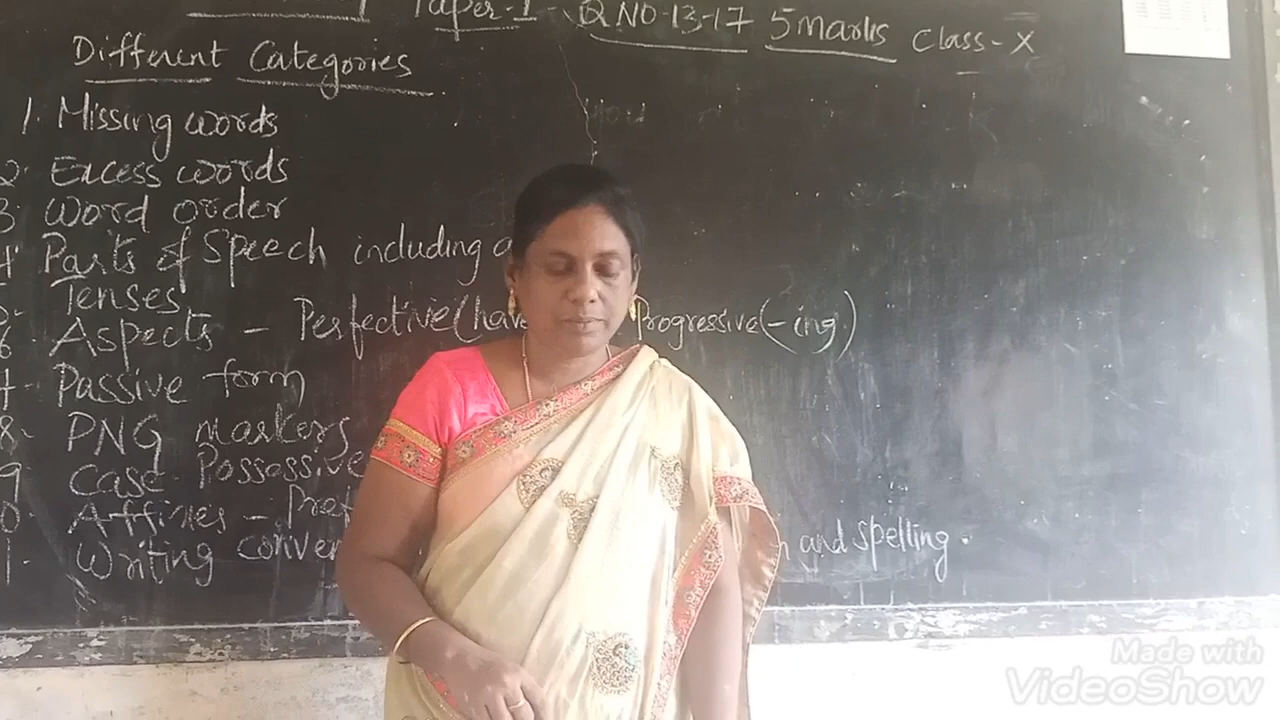 Paper-I - Q NO-13-17 5 marks Class-X
Different Categories
1. Missing words
2. Excess words
3. Word order
4. Parts of Speech including
5. Tenses
6. Aspects - Perfective (have Progressive (-ing)
7. Passive form
8. PNG markers
9. Case Possassive
10. Affixes -
11. Writing and spelling.
Made with
VideoShow